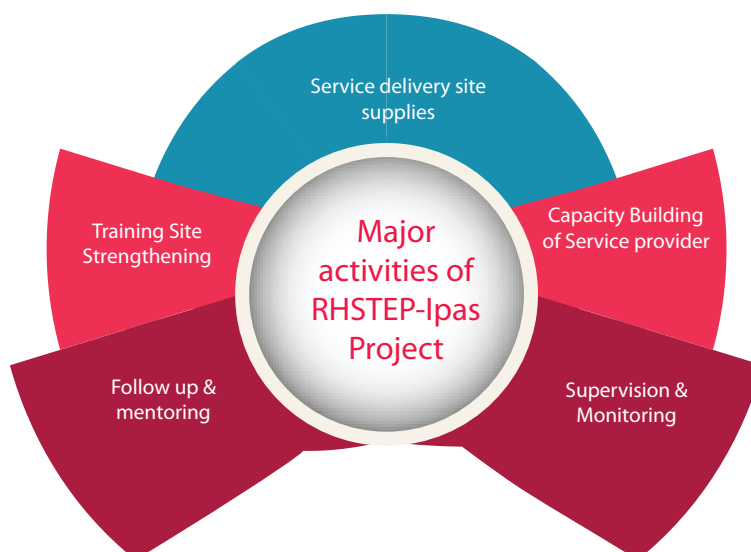 Service delivery site
supplies
Training Site
Strengthening
Capacity Building
of Service provider
Major
activities of
RHSTEP-Ipas
Project
Follow up &
mentoring
Supervision &
Monitoring